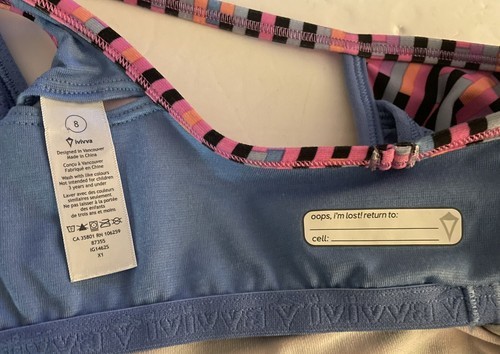 8
ivivva
Designed in Vancouver
Made in China
Conçu à Vancouver
Fabriqué en Chine
Wash with like colours
Not intended for children
3 years and under
Laver avec des couleurs
similaires seulement
Ne pas laisser à la portée
des enfants
de trois ans et moins
CA 35801 RN 106259
87355
IG1462S
X1
oops, i'm lost! return to:
cell:
IVIVVA